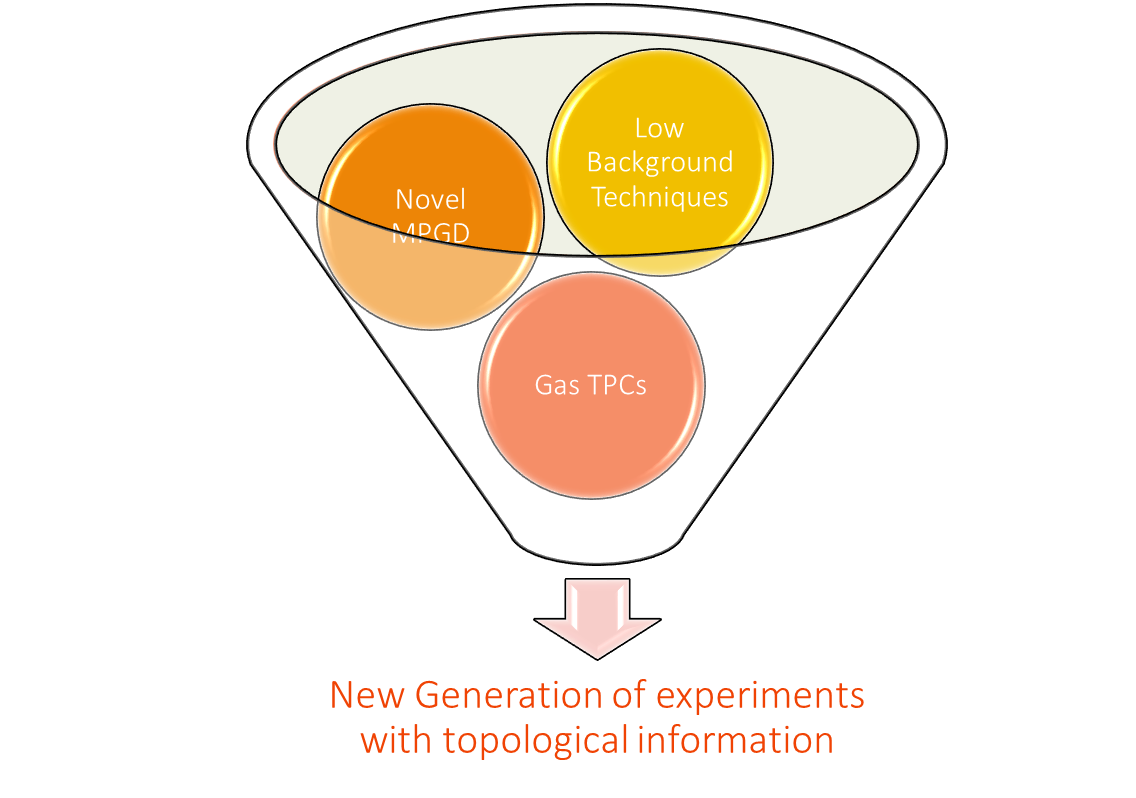 Low
Background
Techniques
Novel
MPGD
Gas TPCs
New Generation of experiments
with topological information